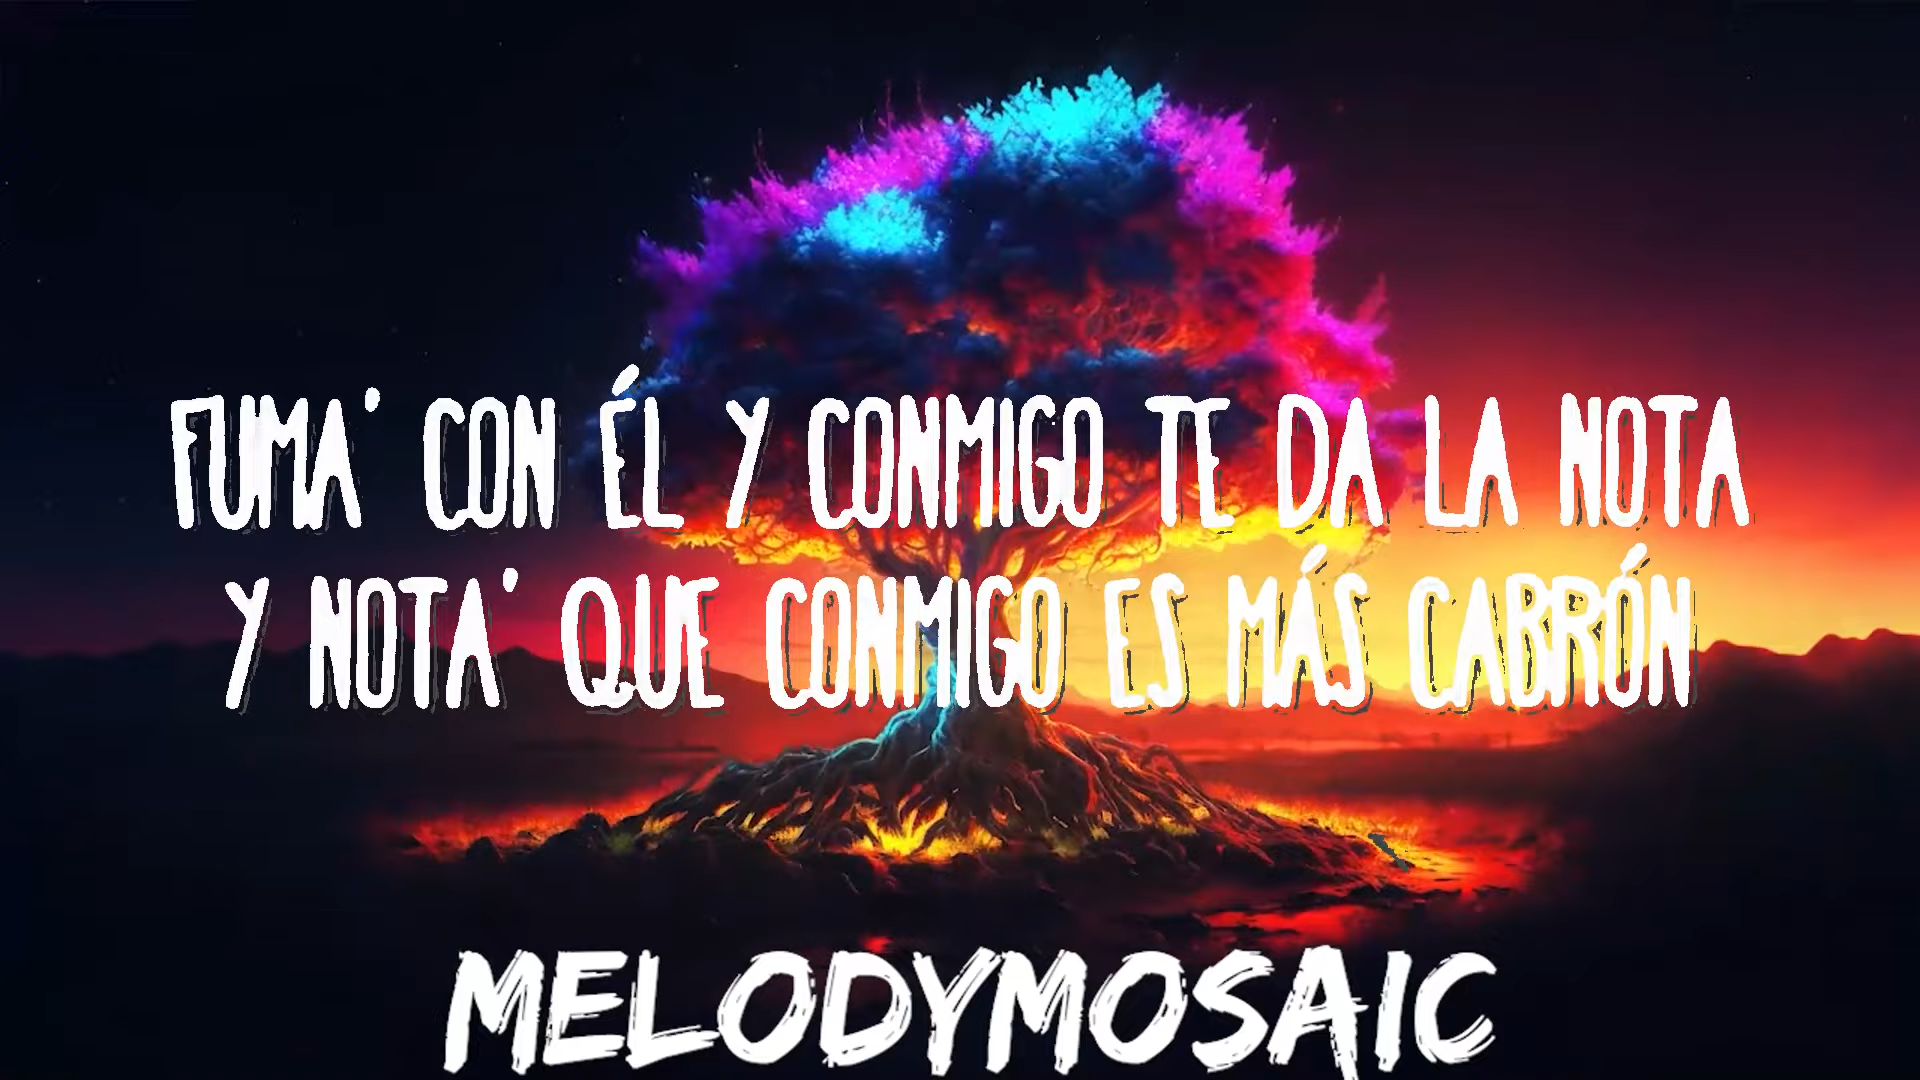 FUMA' CON ÉL Y CONMIGO TE DA LA NOTA
Y NOTA' QUE CONMIGO ES MÁS CABRÓN
MELODYMOSAIC